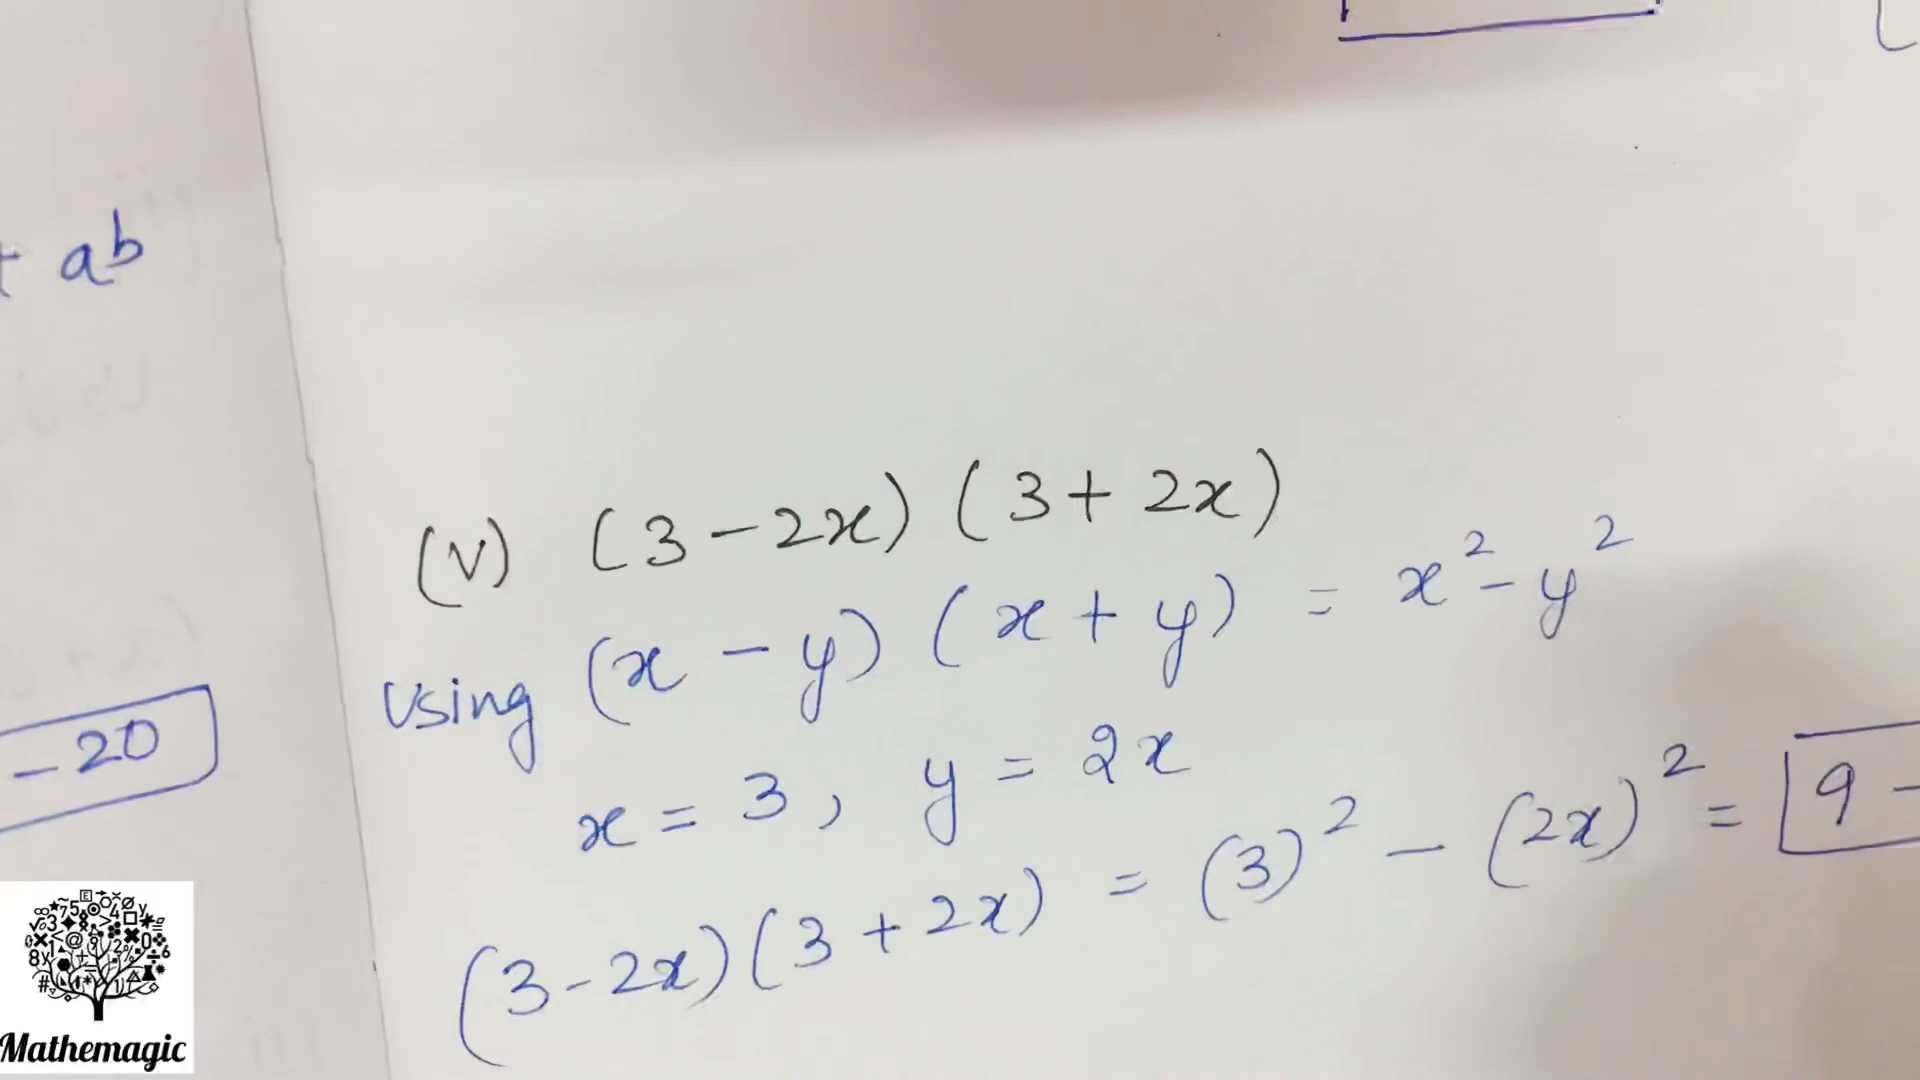 + ab
- 20
(V) (3 - 2x) (3 + 2x)
Using (x - y) (x + y) = x² - y²
x = 3, y = 2x
(3 - 2x) (3 + 2x) = (3)² - (2x)² = 9 -
Mathemagic